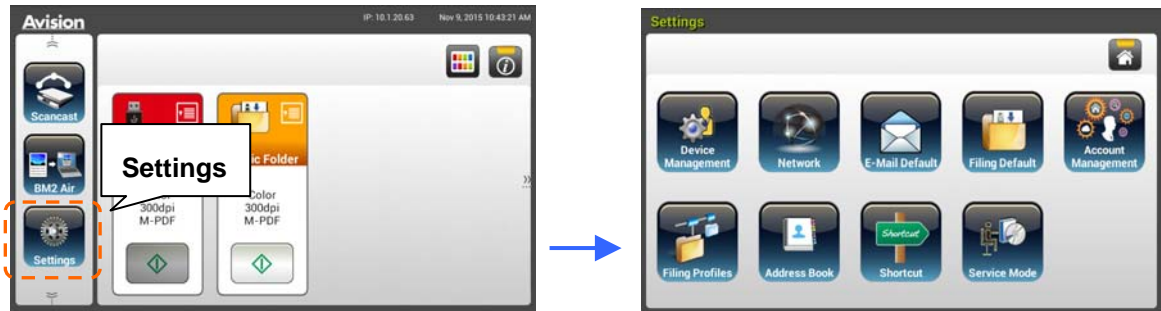 Avision
IP: 10.1.20.63 Nov 9, 2015 10:43:21 AM
Scancast
BM2 Air
Settings
Settings
ic Folder
Color
300dpi
M-PDF
300dpi
M-PDF
Settings
Device
Management
Network
E-Mail Default
Filing Default
Account
Management
Filing Profiles
Address Book
Shortcut
Shortcut
Service Mode